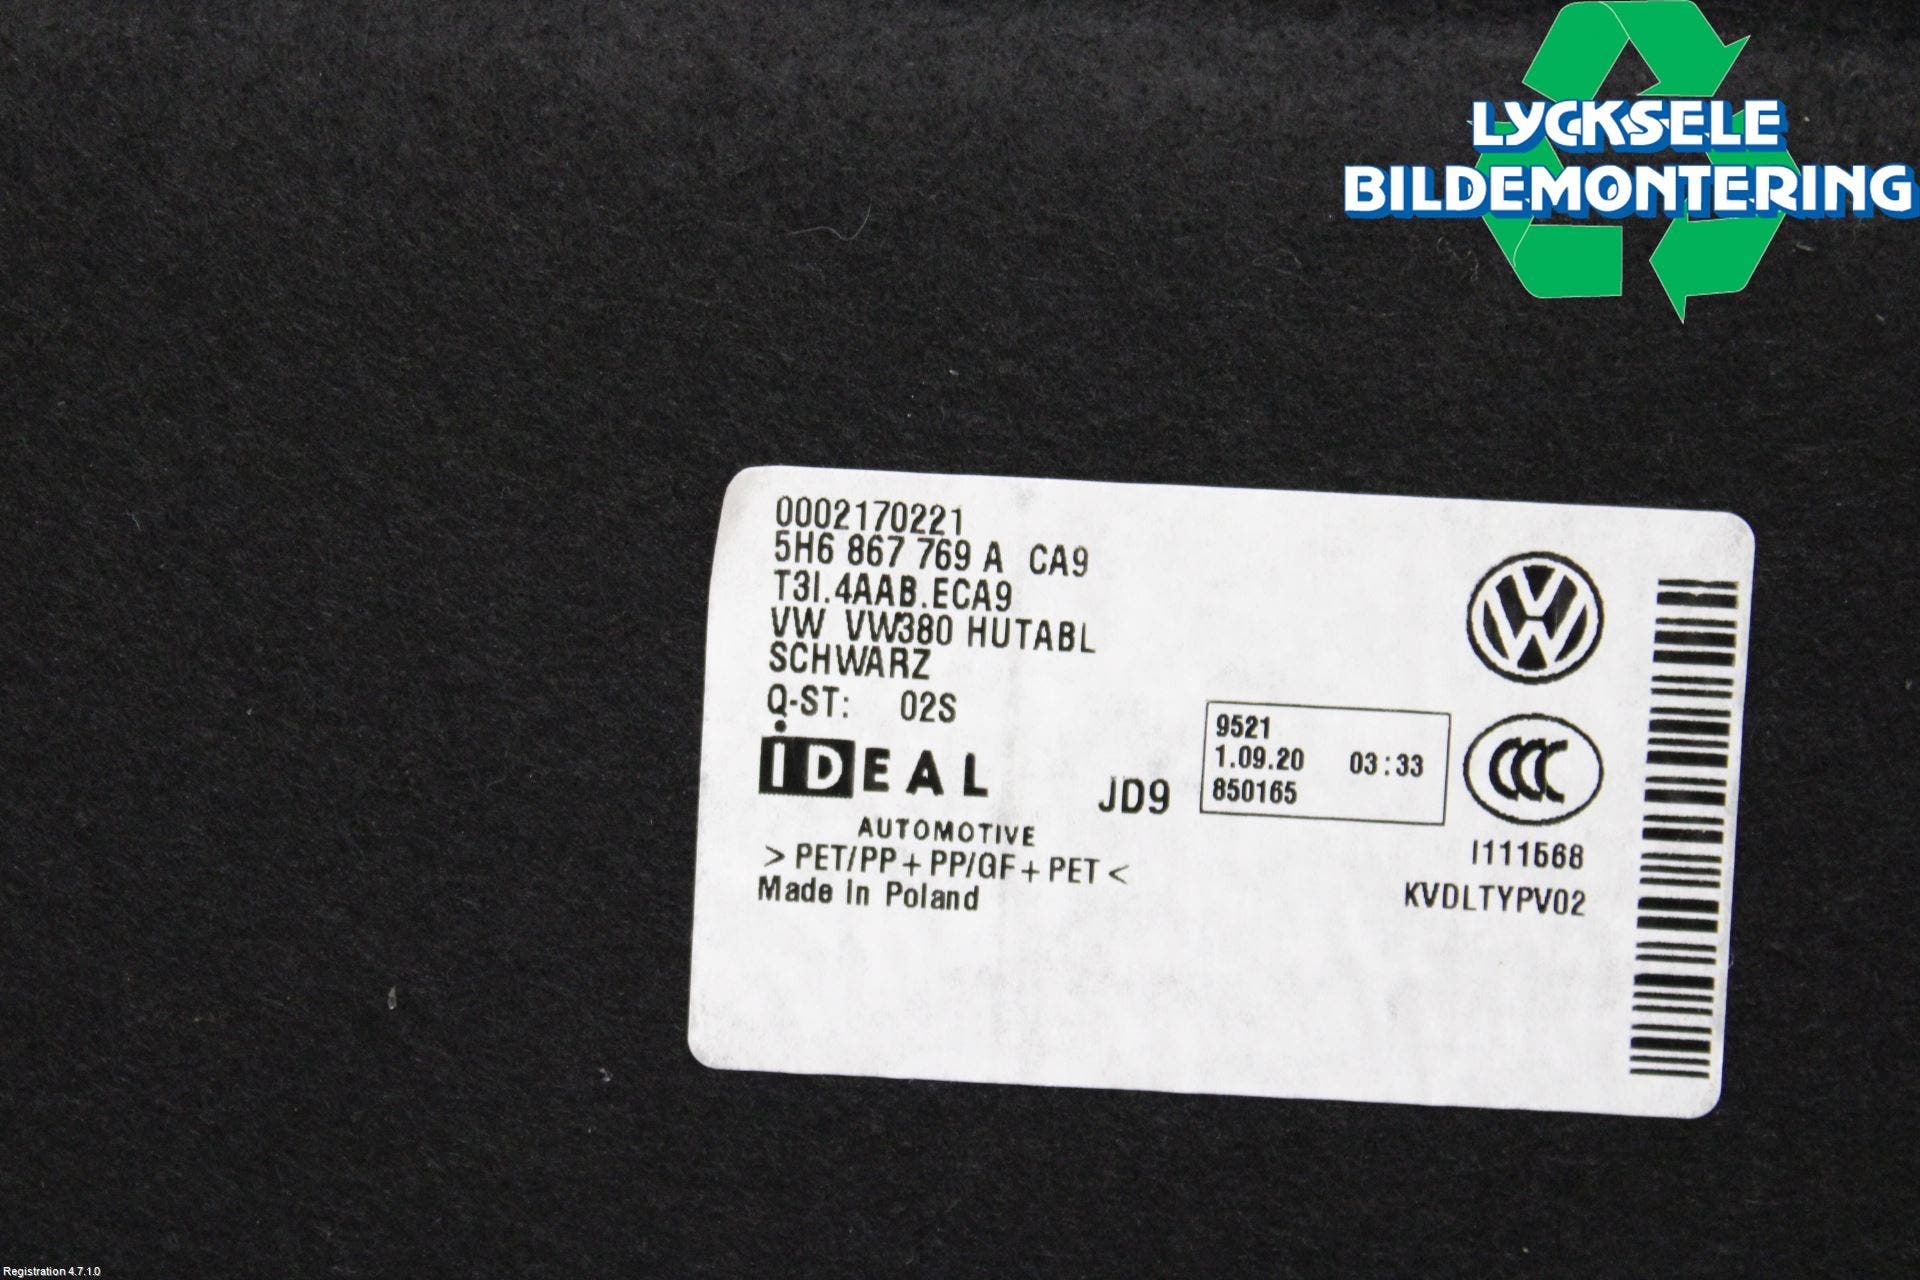 LYCKSELE
BILDEMONTERING
0002170221
5H6 867 769 A CA9
T3I.4AAB.ECA9
VW VW380 HUTABL
SCHWARZ
Q-ST: 02S
iDEAL
AUTOMOTIVE
JD9
9521
1.09.20 03:33
850165
I111568
KVDLTYPV02
> PET/PP + PP/GF + PET <
Made in Poland
Registration 4.7.1.0